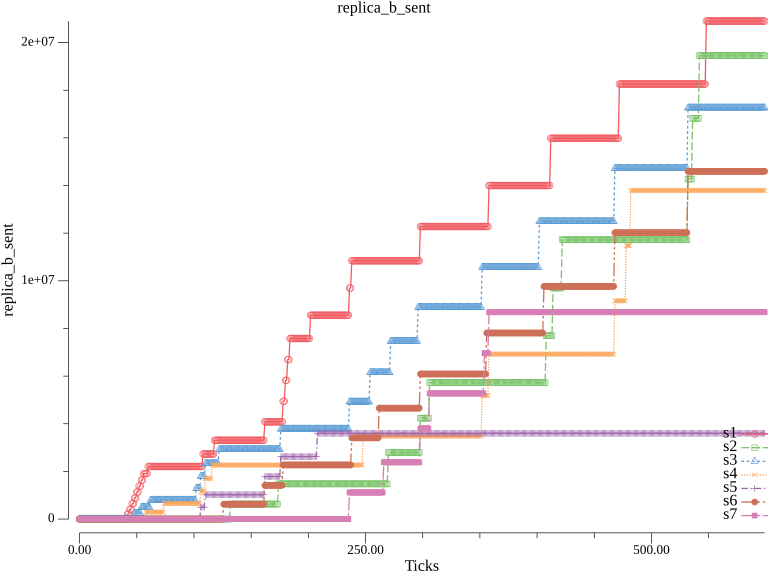 replica_b_sent
2e+07
replica_b_sent
1e+07
s1
s2
s3
s4
s5
s6
s7
0
0.00
250.00
500.00
Ticks